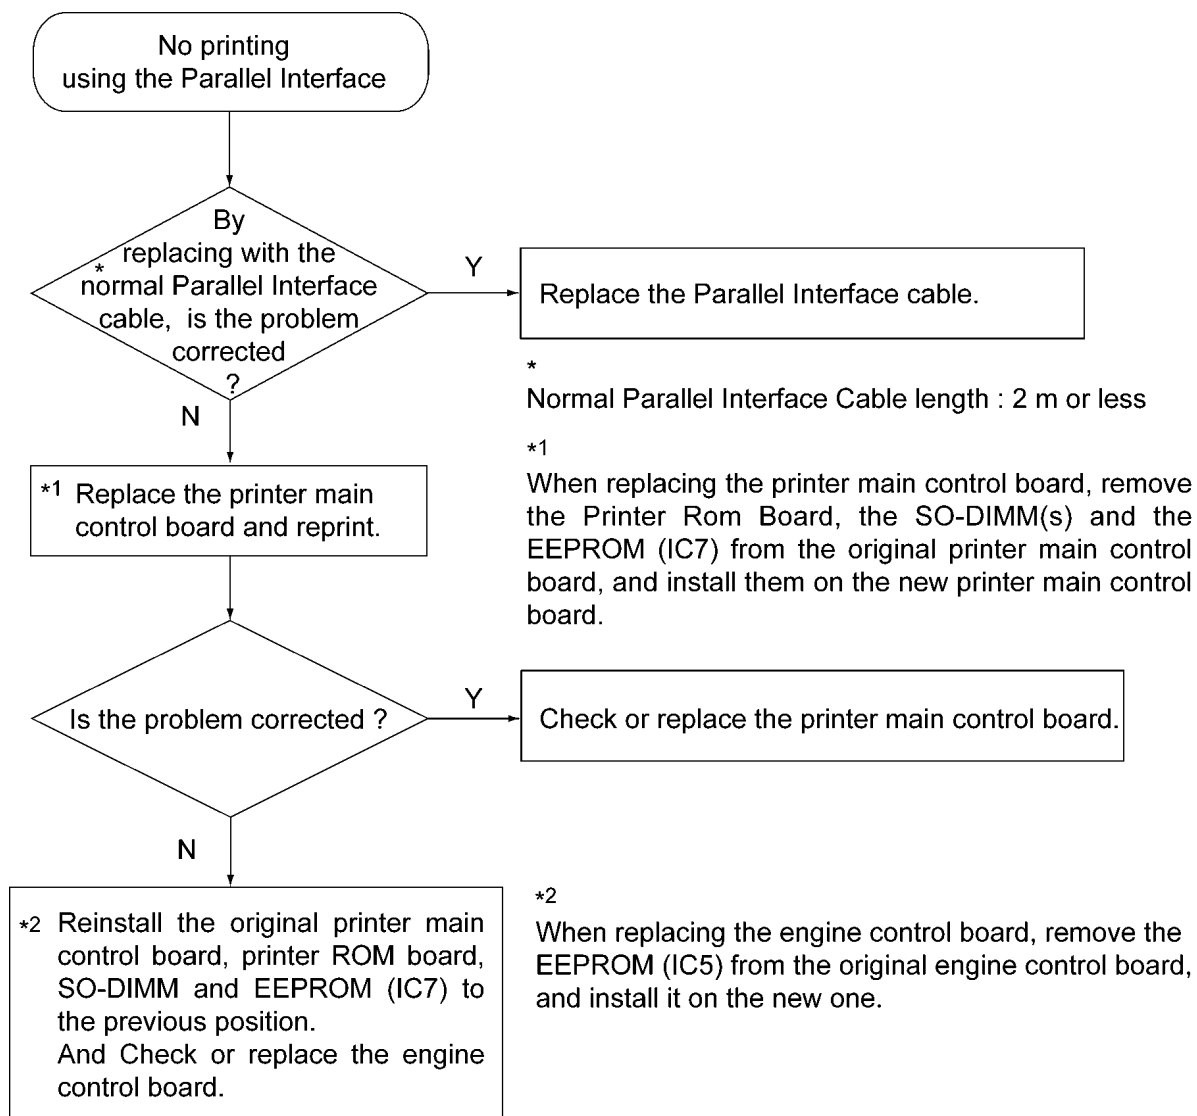 No printing
using the Parallel Interface
By
replacing with the
*
normal Parallel Interface
cable, is the problem
corrected
?
Y
Replace the Parallel Interface cable.
*
Normal Parallel Interface Cable length : 2 m or less
N
*1
When replacing the printer main control board, remove
the Printer Rom Board, the SO-DIMM(s) and the
EEPROM (IC7) from the original printer main control
board, and install them on the new printer main control
board.
*1 Replace the printer main
control board and reprint.
Is the problem corrected ?
Y
Check or replace the printer main control board.
N
*2 Reinstall the original printer main
control board, printer ROM board,
SO-DIMM and EEPROM (IC7) to
the previous position.
And Check or replace the engine
control board.
*2
When replacing the engine control board, remove the
EEPROM (IC5) from the original engine control board,
and install it on the new one.